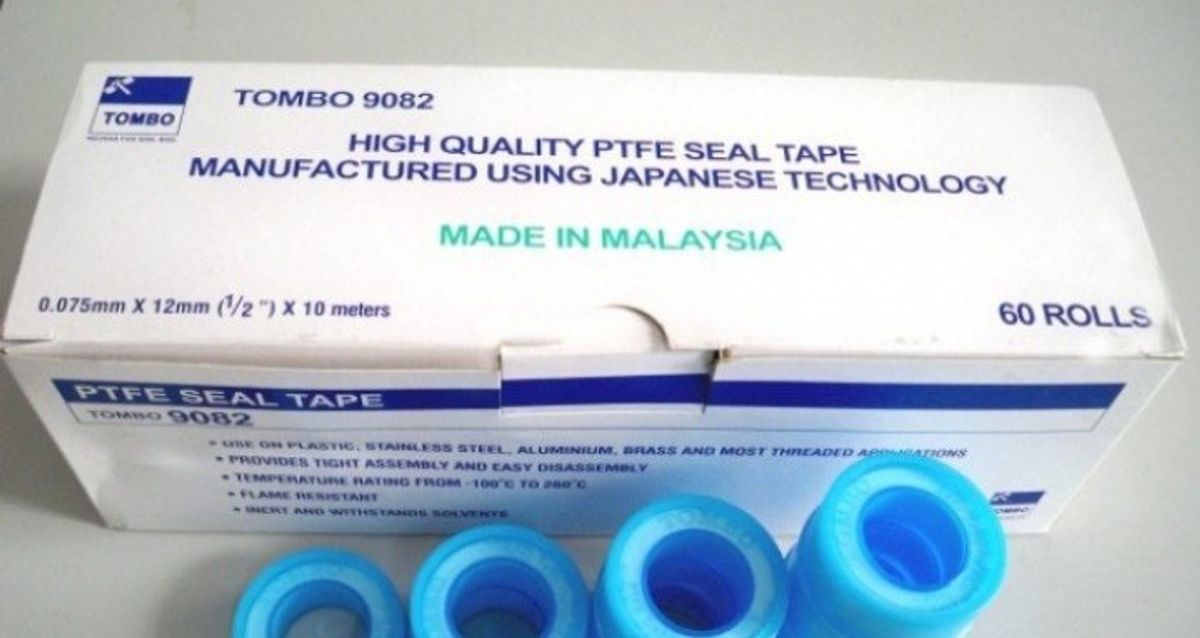 TOMBO
TOMBO 9082
HIGH QUALITY PTFE SEAL TAPE
MANUFACTURED USING JAPANESE TECHNOLOGY
MADE IN MALAYSIA
0.075mm X 12mm (1/2 ") X 10 meters
60 ROLLS
PTFE SEAL TAPE
TOMBO 9082
• USE ON PLASTIC, STAINLESS STEEL, ALUMINIUM, BRASS AND MOST THREADED APPLICATIONS
• PROVIDES TIGHT ASSEMBLY AND EASY DISASSEMBLY
• TEMPERATURE RATING FROM -100°C TO 260°C
• FLAME RESISTANT
• INERT AND WITHSTANDS SOLVENTS
TOMBO